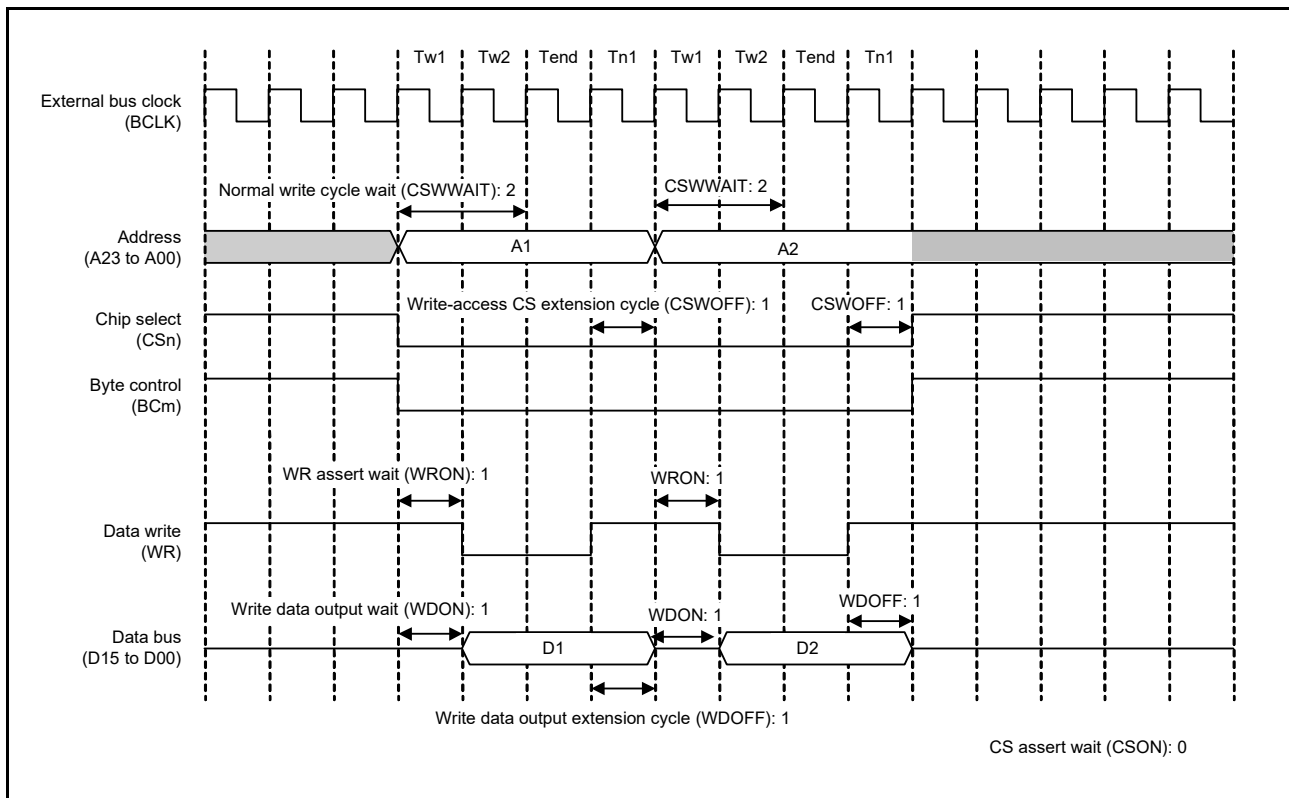 Tw1 Tw2 Tend Tn1 Tw1 Tw2 Tend Tn1
External bus clock
(BCLK)
Normal write cycle wait (CSWWAIT): 2
CSWWAIT: 2
Address
(A23 to A00)
A1
A2
Write-access CS extension cycle (CSWOFF): 1
CSWOFF: 1
Chip select
(CSn)
Byte control
(BCm)
WR assert wait (WRON): 1
WRON: 1
Data write
(WR)
Write data output wait (WDON): 1
WDON: 1
WDOFF: 1
Data bus
(D15 to D00)
D1
D2
Write data output extension cycle (WDOFF): 1
CS assert wait (CSON): 0